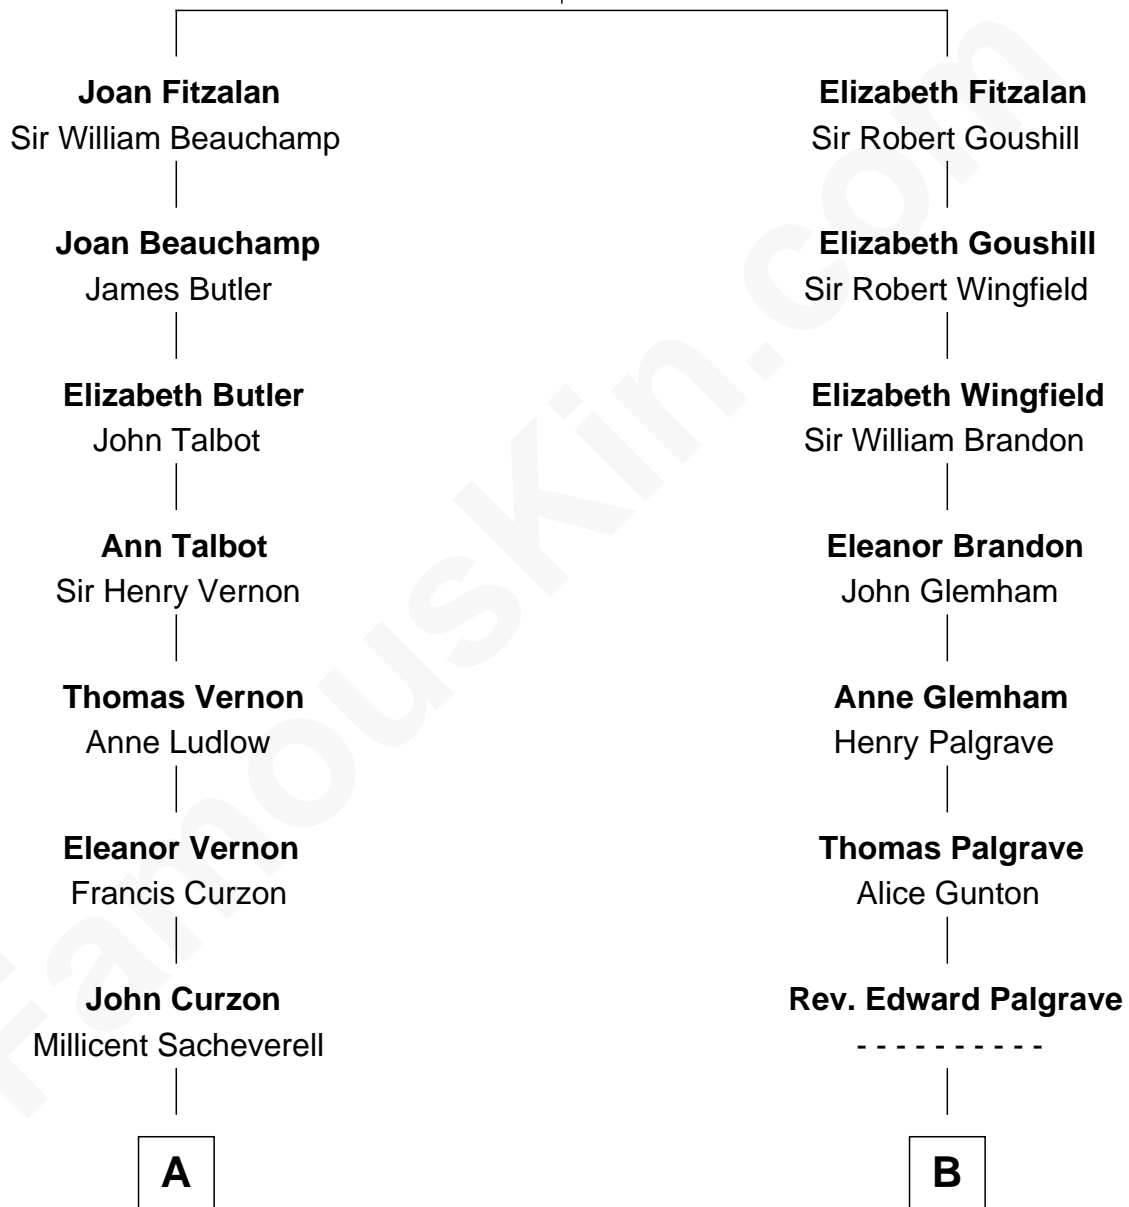 Joan Fitzalan
Sir William Beauchamp
Joan Beauchamp
James Butler
Elizabeth Butler
John Talbot
Ann Talbot
Sir Henry Vernon
Thomas Vernon
Anne Ludlow
Eleanor Vernon
Francis Curzon
John Curzon
Millicent Sacheverell
A
Elizabeth Fitzalan
Sir Robert Goushill
Elizabeth Goushill
Sir Robert Wingfield
Elizabeth Wingfield
Sir William Brandon
Eleanor Brandon
John Glemham
Anne Glemham
Henry Palgrave
Thomas Palgrave
Alice Gunton
Rev. Edward Palgrave
- - - - - - - - - -
B
FamousKin.com